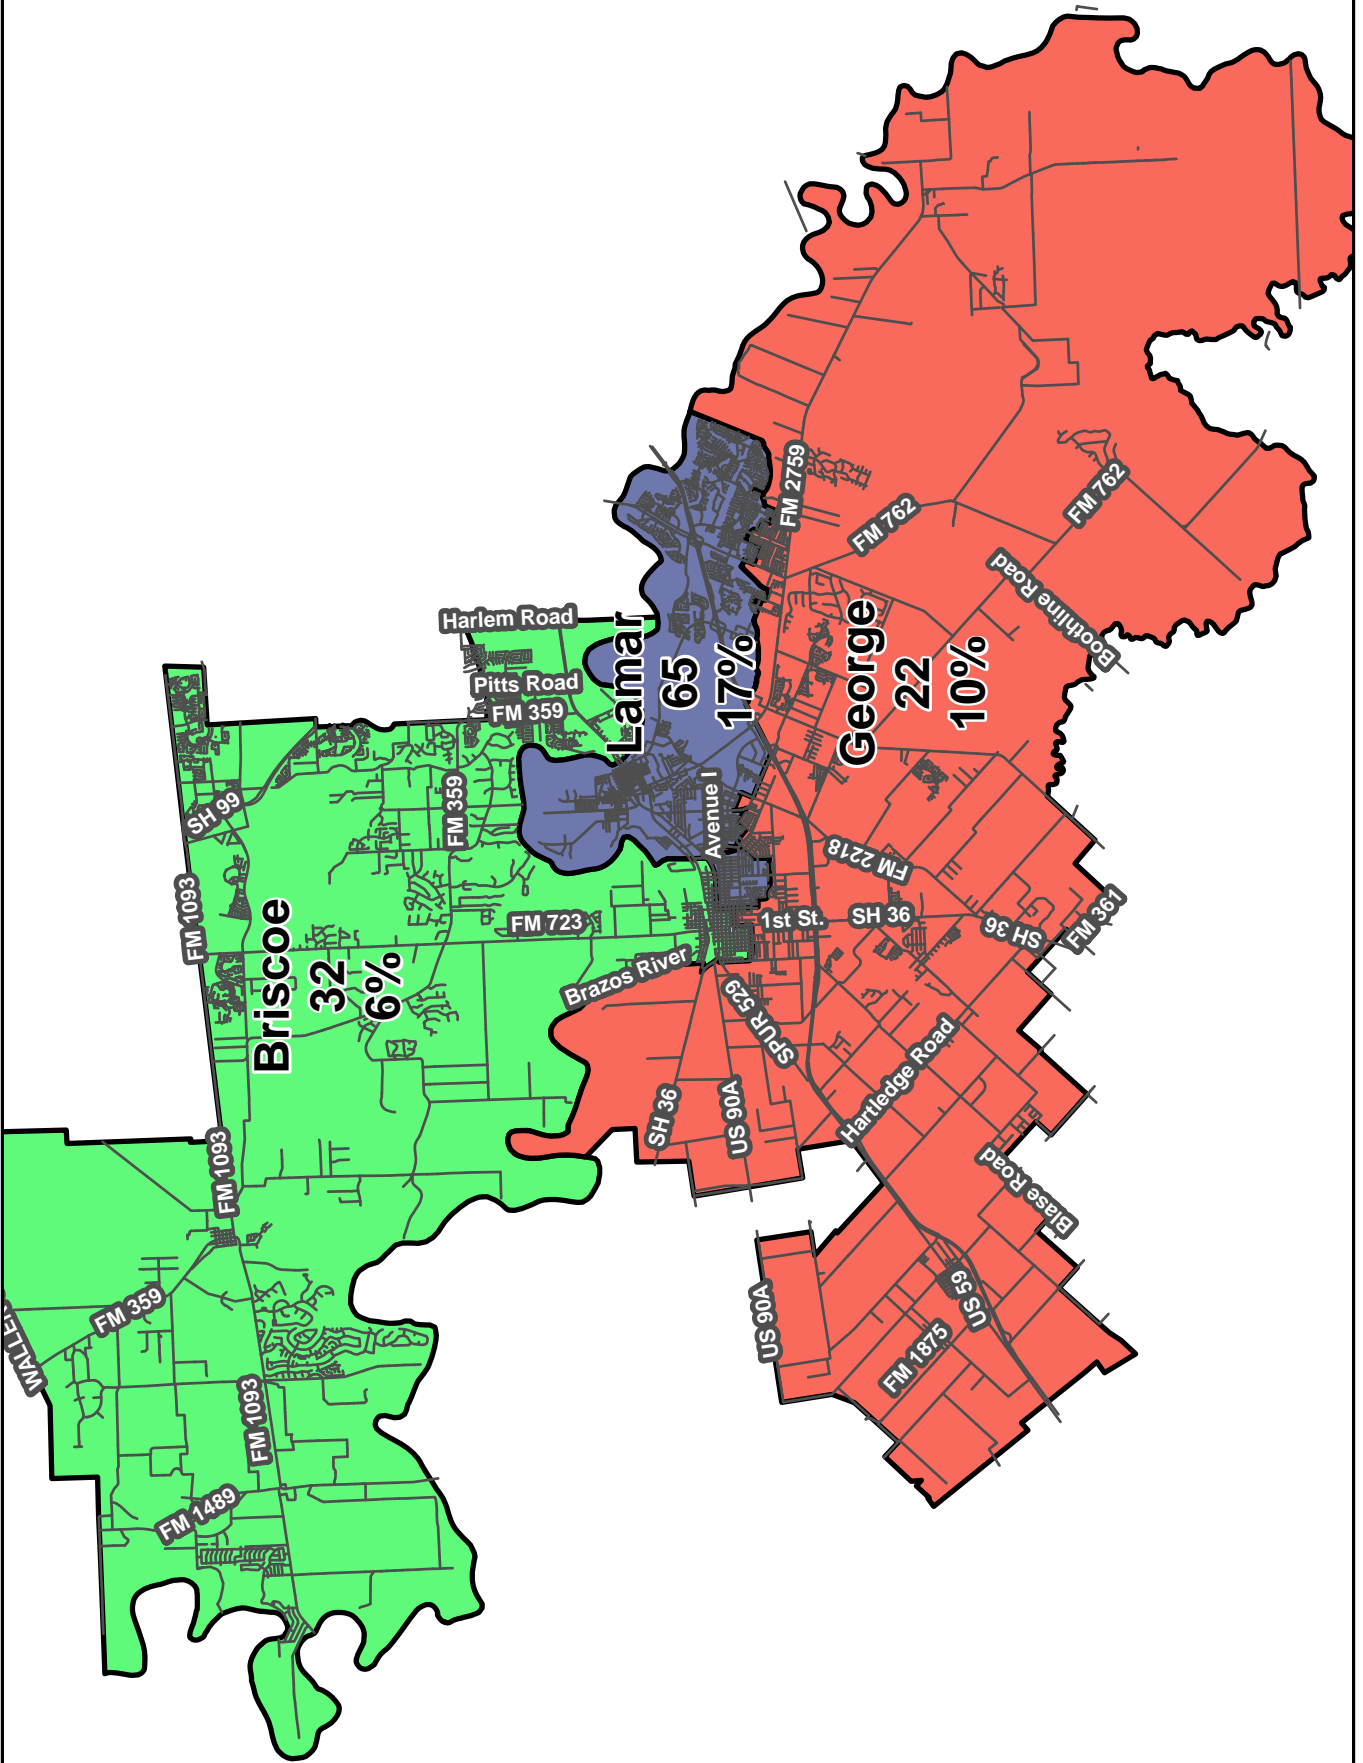 Harlem Road
Pitts Road
FM 359
SH 99
FM 359
FM 1093
FM 723
Brazos River
Briscoe
32
6%
FM 1093
FM 359
WALLER
FM 1093
FM 1489
Lamar
65
17%
Avenue I
FM 2759
FM 762
FM 762
Boothline Road
George
22
10%
FM 2218
1st St.
SH 36
SH 36
FM 361
SPUR 529
SH 36
US 90A
Hartledge Road
Blase Road
US 90A
US 59
FM 1875